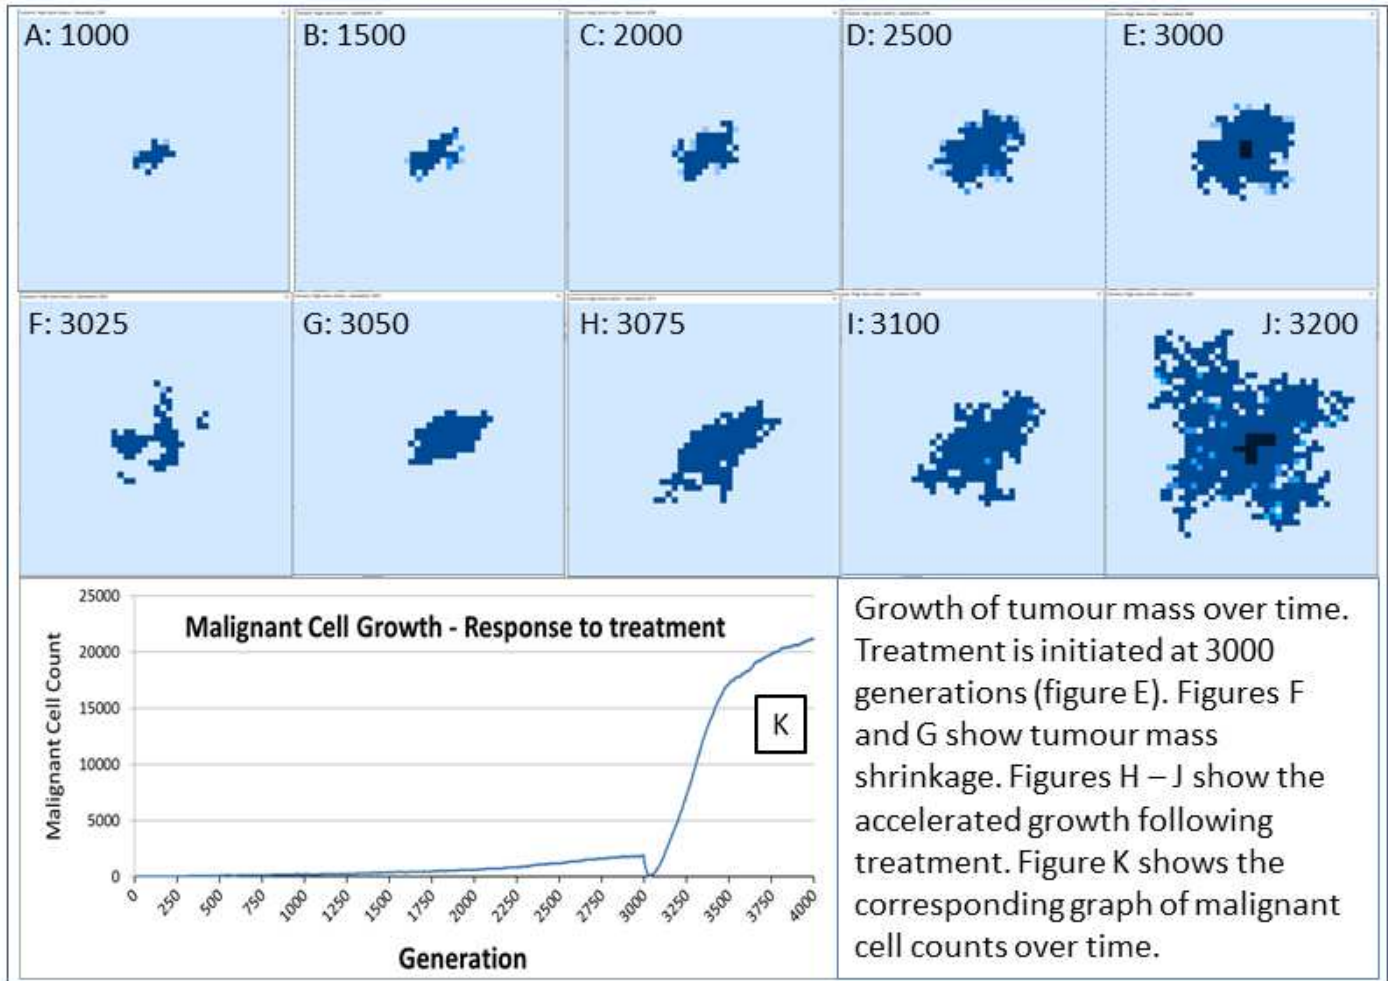 A: 1000
B: 1500
C: 2000
D: 2500
E: 3000
F: 3025
G: 3050
H: 3075
I: 3100
J: 3200
Malignant Cell Growth - Response to treatment
Malignant Cell Count
25000
20000
15000
10000
5000
0
K
0 250 500 750 1000 1250 1500 1750 2000 2250 2500 2750 3000 3250 3500 3750 4000
Generation
Growth of tumour mass over time.
Treatment is initiated at 3000
generations (figure E). Figures F
and G show tumour mass
shrinkage. Figures H – J show the
accelerated growth following
treatment. Figure K shows the
corresponding graph of malignant
cell counts over time.